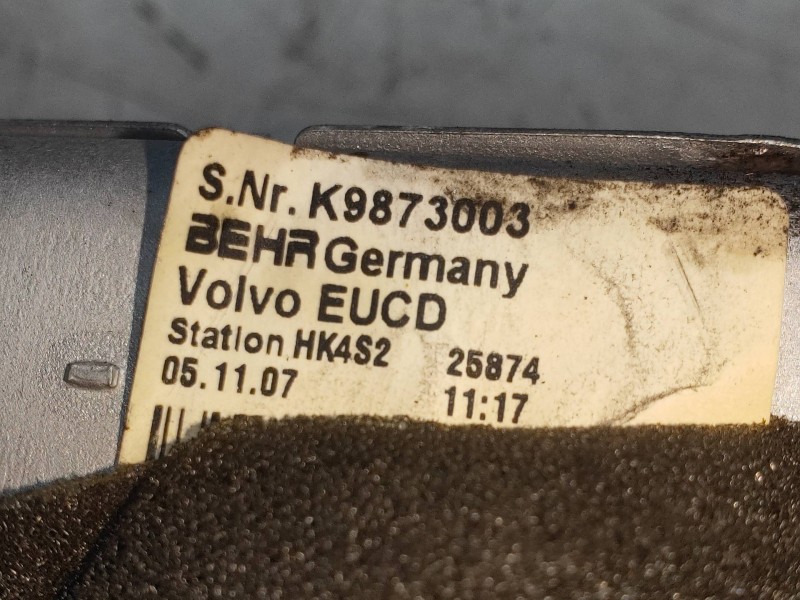 S.Nr. K9873003
BEHR Germany
Volvo EUCD
Station HK4S2 25874
05.11.07 11:17